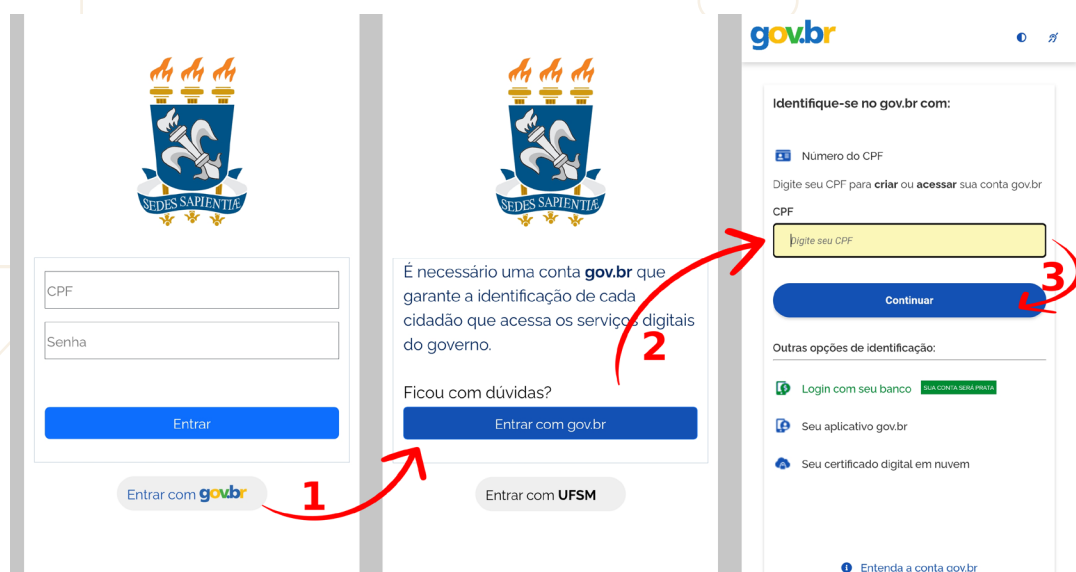 SEDES SAPIENTIÆ
CPF
Senha
Entrar
Entrar com gov.br
1
SEDES SAPIENTIÆ
É necessário uma conta gov.br que
garante a identificação de cada
cidadão que acessa os serviços digitais
do governo.
Ficou com dúvidas?
Entrar com gov.br
Entrar com UFSM
2
gov.br
Identifique-se no gov.br com:
Número do CPF
Digite seu CPF para criar ou acessar sua conta gov.br
CPF
Digite seu CPF
3
Continuar
Outras opções de identificação:
Login com seu banco SUA CONTA SERÁ PRATA
Seu aplicativo gov.br
Seu certificado digital em nuvem
Entenda a conta gov.br